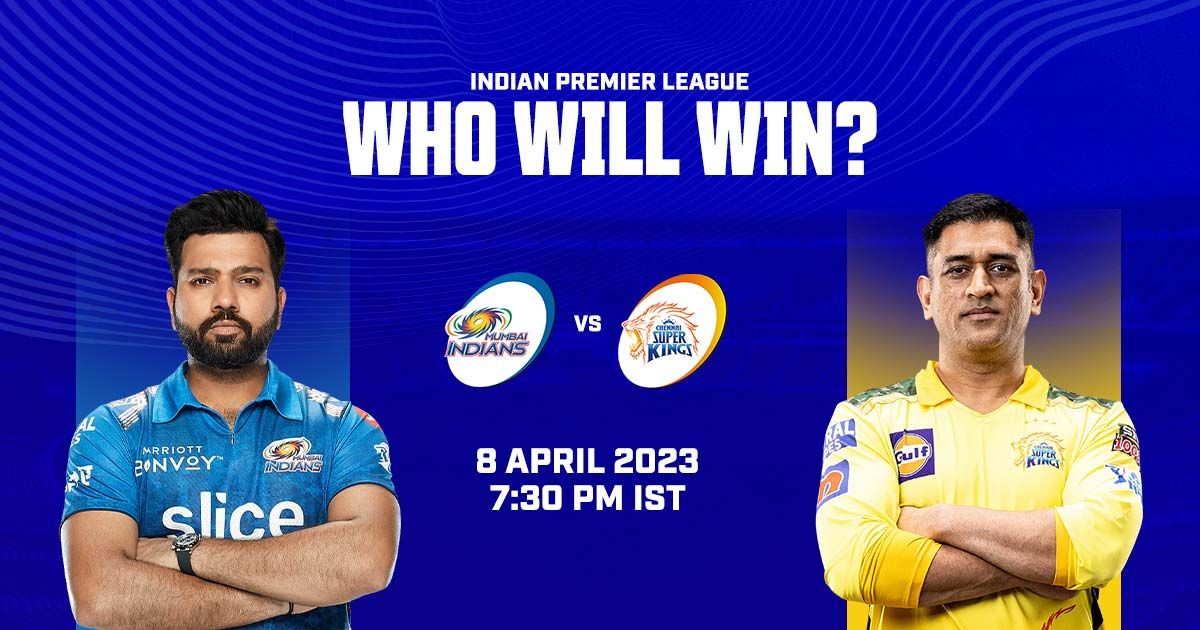 INDIAN PREMIER LEAGUE
WHO WILL WIN?
MUMBAI
INDIANS
VS
CHENNAI
SUPER
KINGS
8 APRIL 2023
7:30 PM IST
BONVOY
MUMBAI
INDIANS
slice
Gulf
CHENNAI
SUPER
KINGS